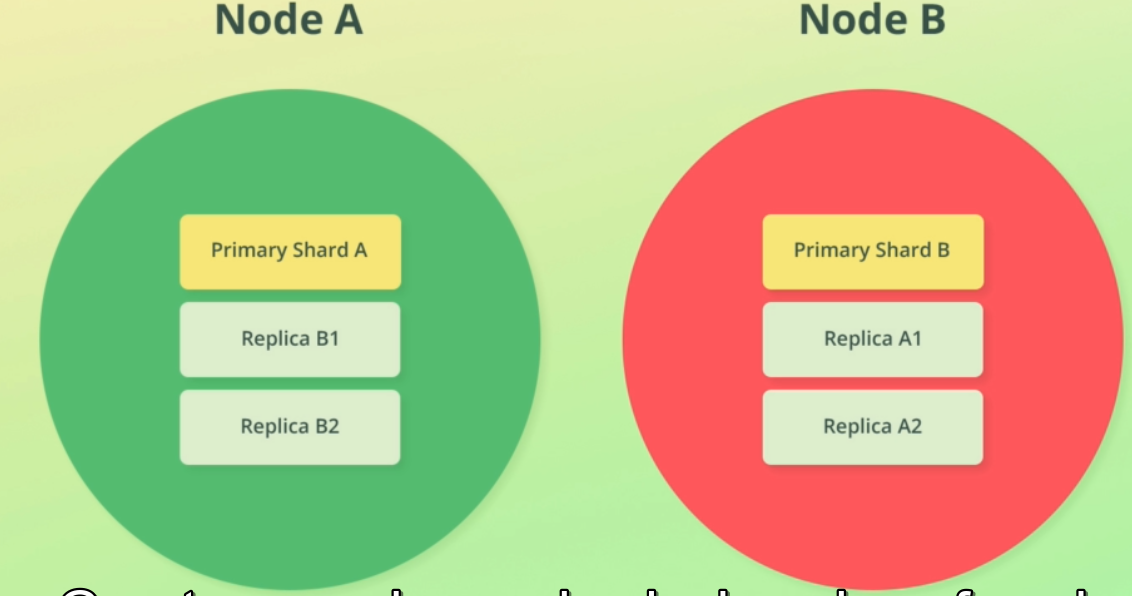 Node A
Node B
Primary Shard A
Replica B1
Replica B2
Primary Shard B
Replica A1
Replica A2